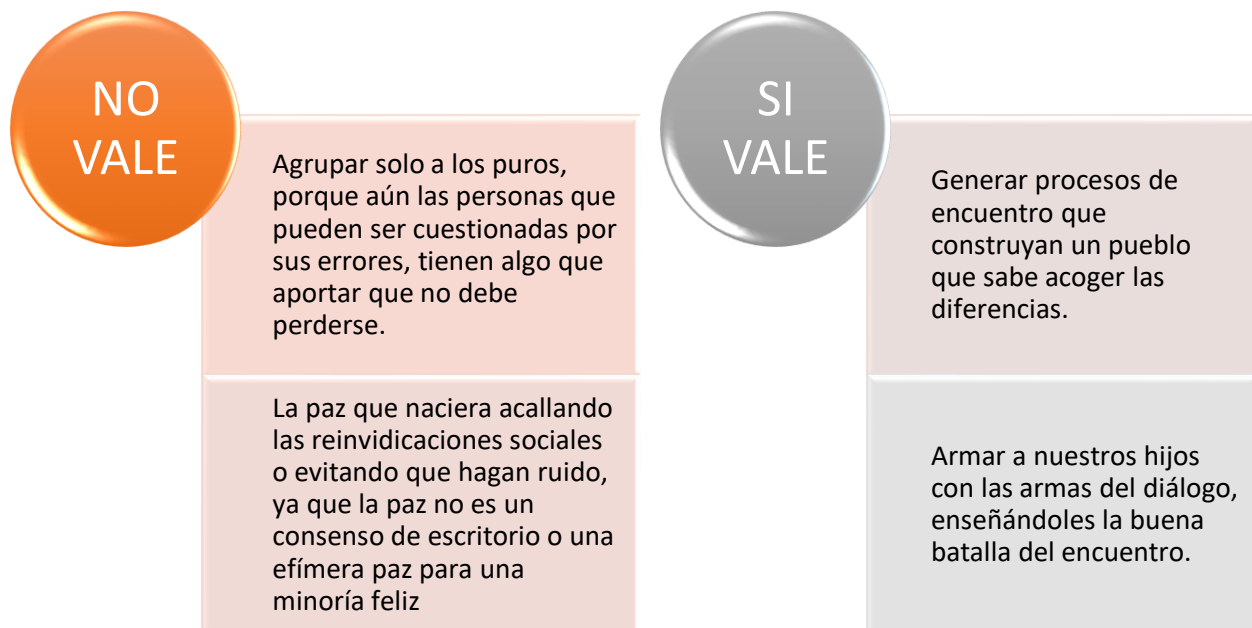 NO
VALE
Agrupar solo a los puros,
porque aún las personas que
pueden ser cuestionadas por
sus errores, tienen algo que
aportar que no debe
perderse.
La paz que naciera acallando
las reinvidicaciones sociales
o evitando que hagan ruido,
ya que la paz no es un
consenso de escritorio o una
efímera paz para una
minoría feliz
SI
VALE
Generar procesos de
encuentro que
construyan un pueblo
que sabe acoger las
diferencias.
Armar a nuestros hijos
con las armas del diálogo,
enseñándoles la buena
batalla del encuentro.